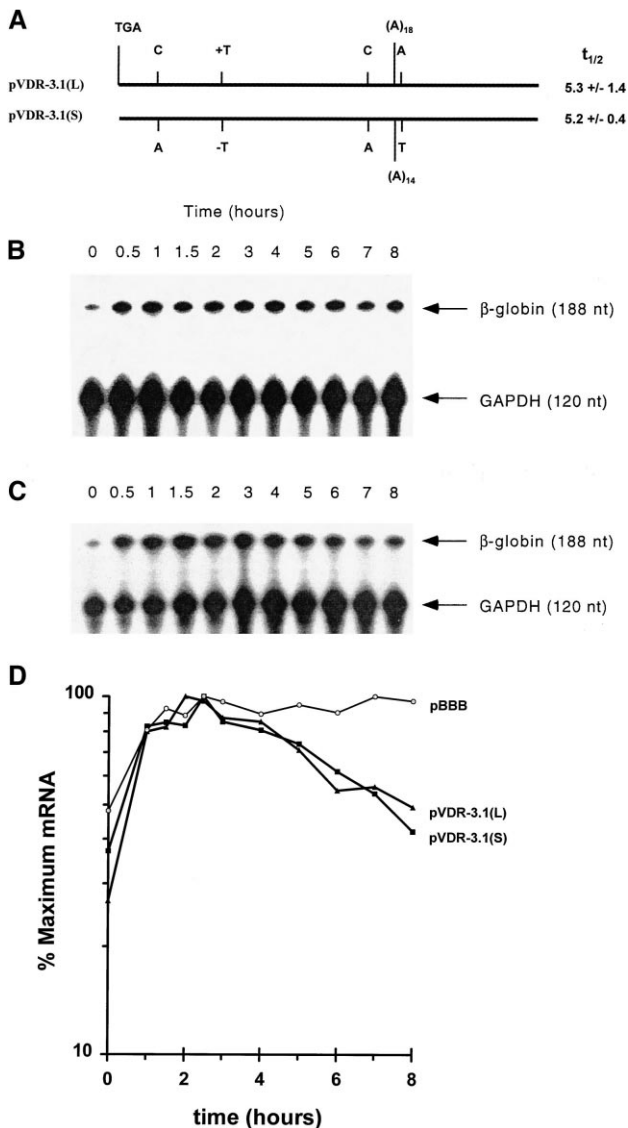 A
TGA
C +T C (A)18 A
t1/2
pVDR-3.1(L) 5.3 +/- 1.4
pVDR-3.1(S) 5.2 +/- 0.4
A -T A T
(A)14
Time (hours)
B
0 0.5 1 1.5 2 3 4 5 6 7 8
β-globin (188 nt)
GAPDH (120 nt)
C
0 0.5 1 1.5 2 3 4 5 6 7 8
β-globin (188 nt)
GAPDH (120 nt)
D
100
pBBB
pVDR-3.1(L)
pVDR-3.1(S)
% Maximum mRNA
10
0 2 4 6 8
time (hours)